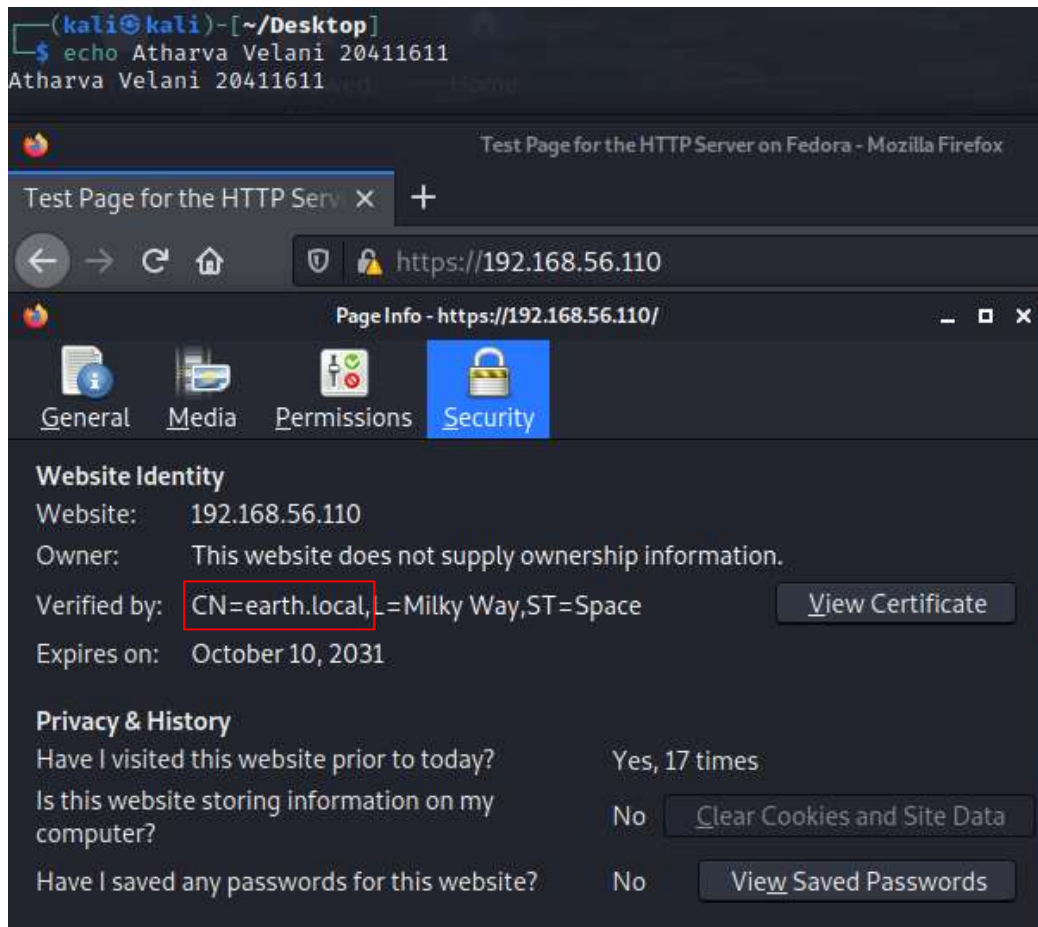 (kali㉿kali)-[~/Desktop]
$ echo Atharva Velani 20411611
Atharva Velani 20411611
Home
Test Page for the HTTP Server on Fedora - Mozilla Firefox
Test Page for the HTTP Serv
https://192.168.56.110
Page Info - https://192.168.56.110/
General Media Permissions Security
Website Identity
Website: 192.168.56.110
Owner: This website does not supply ownership information.
Verified by: CN=earth.local,L=Milky Way,ST=Space View Certificate
Expires on: October 10, 2031
Privacy & History
Have I visited this website prior to today? Yes, 17 times
Is this website storing information on my
computer? No Clear Cookies and Site Data
Have I saved any passwords for this website? No View Saved Passwords